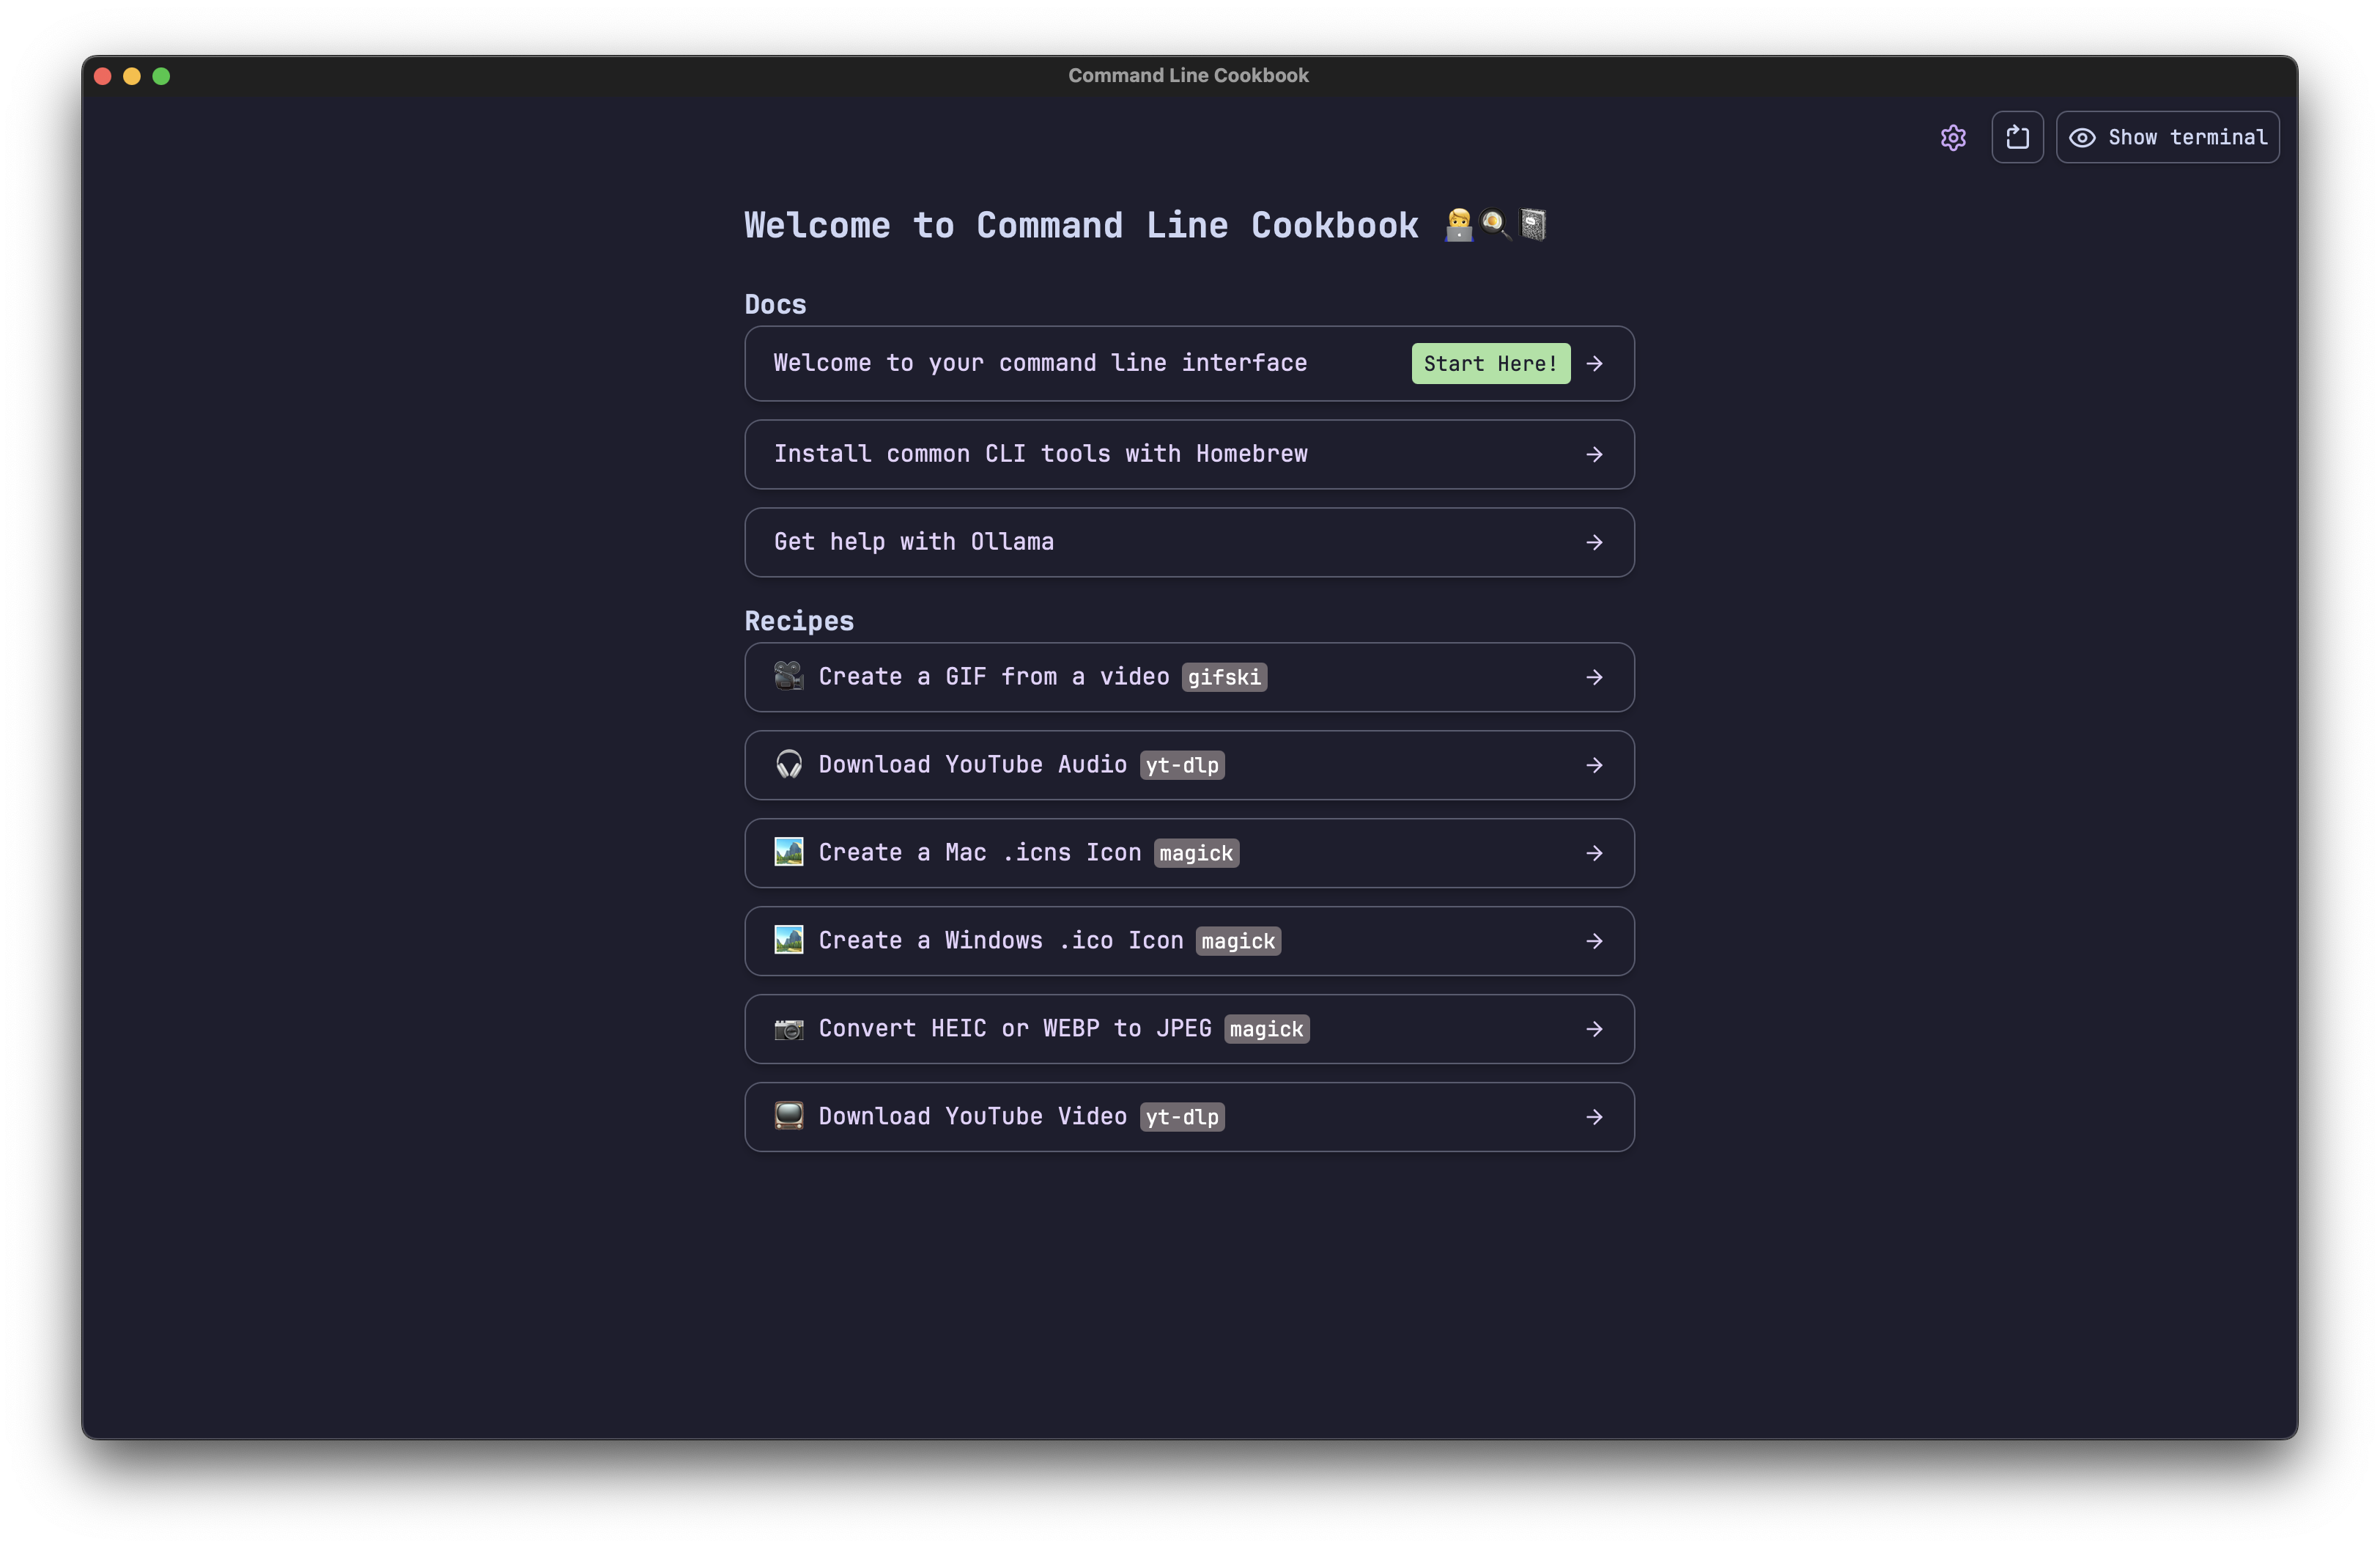 Command Line Cookbook
Show terminal
Welcome to Command Line Cookbook
Docs
Welcome to your command line interface Start Here!
Install common CLI tools with Homebrew
Get help with Ollama
Recipes
Create a GIF from a video gifski
Download YouTube Audio yt-dlp
Create a Mac .icns Icon magick
Create a Windows .ico Icon magick
Convert HEIC or WEBP to JPEG magick
Download YouTube Video yt-dlp